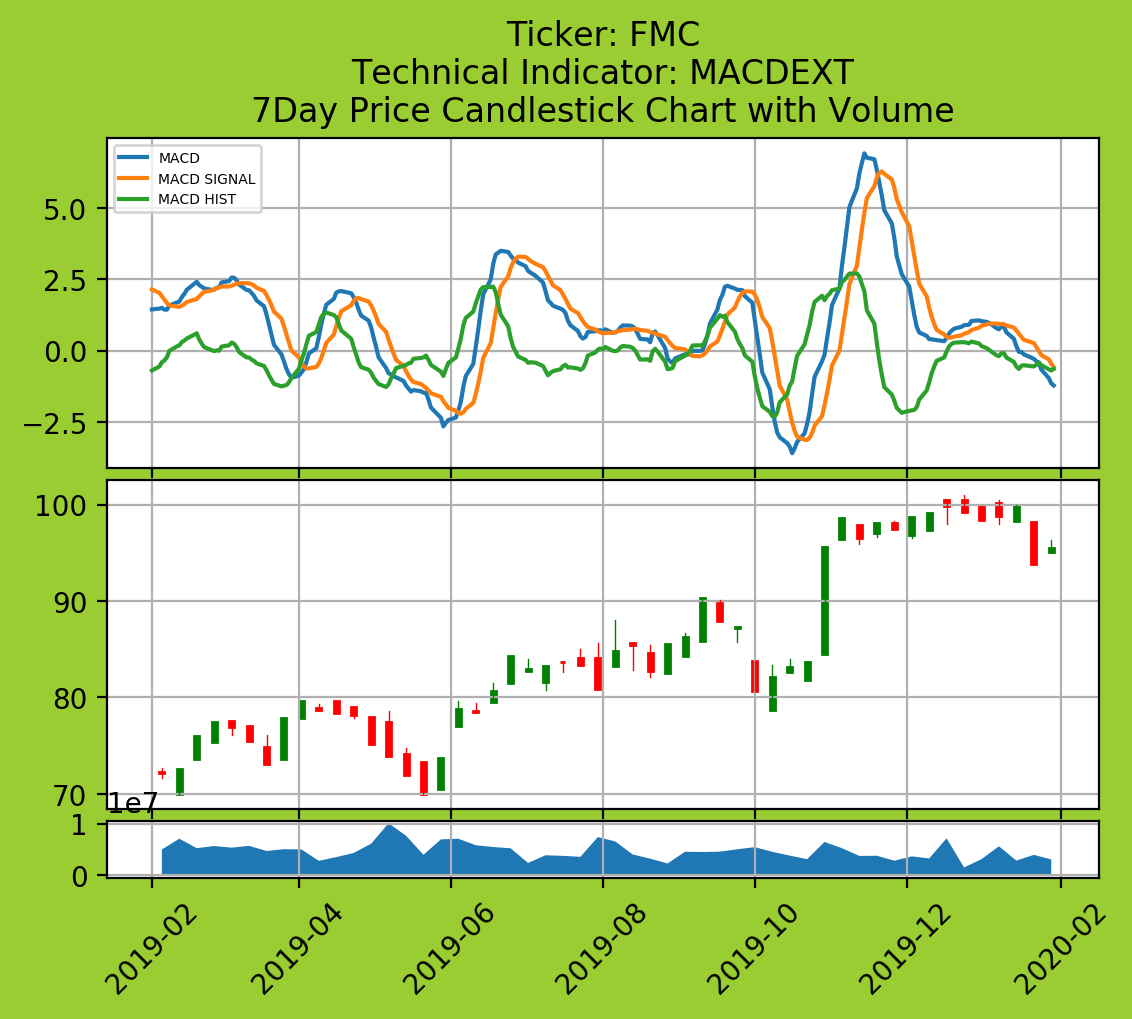 Ticker: FMC
Technical Indicator: MACDEXT
7Day Price Candlestick Chart with Volume
MACD
MACD SIGNAL
MACD HIST
5.0
2.5
0.0
−2.5
100
90
80
70
1e7
1
0
2019-02
2019-04
2019-06
2019-08
2019-10
2019-12
2020-02